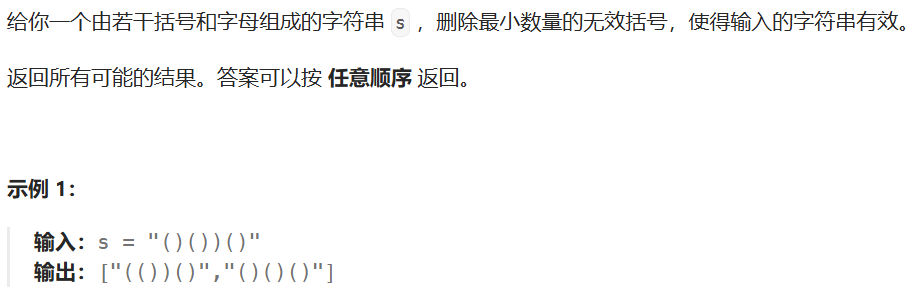 给你一个由若干括号和字母组成的字符串 s ，删除最小数量的无效括号，使得输入的字符串有效。
返回所有可能的结果。答案可以按 任意顺序 返回。
示例 1：
输入：s = "()())()"
输出：["(())()","()()()"]